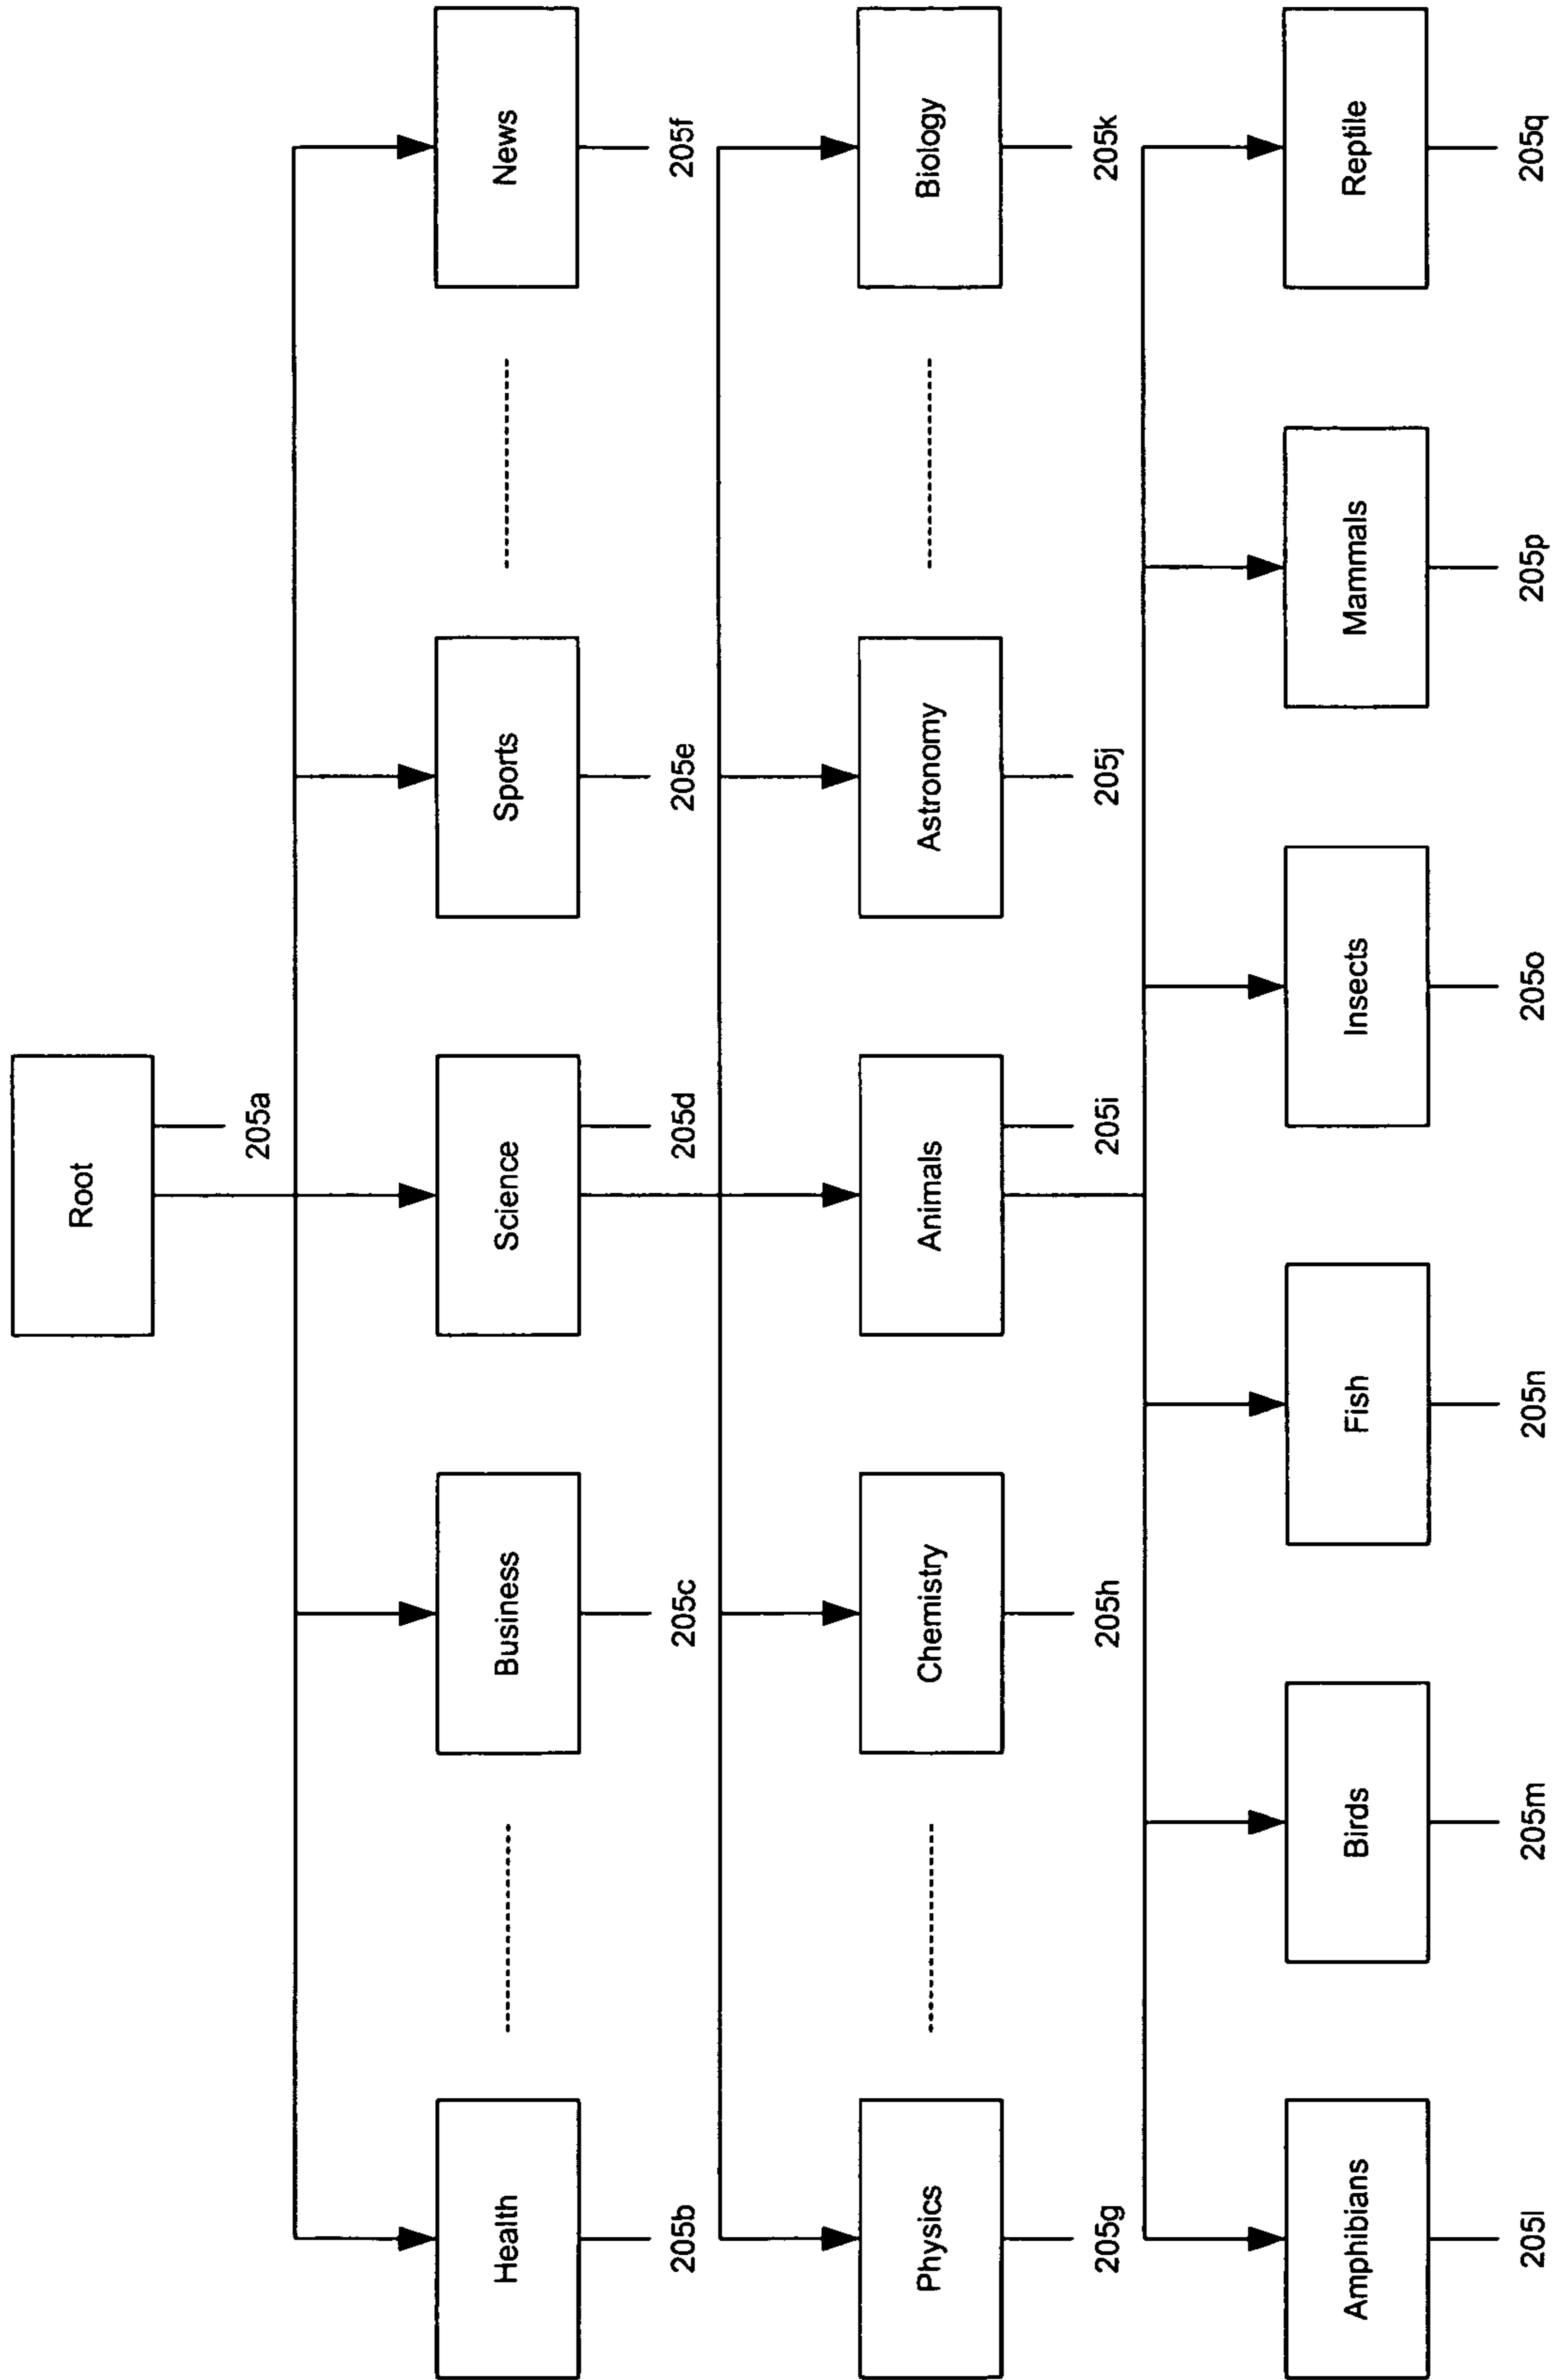 Root
205a
Health
Business
Science
Sports
News
205b
205c
205d
205e
205f
Physics
Chemistry
Animals
Astronomy
Biology
205g
205h
205i
205j
205k
Amphibians
Birds
Fish
Insects
Mammals
Reptile
205l
205m
205n
205o
205p
205q